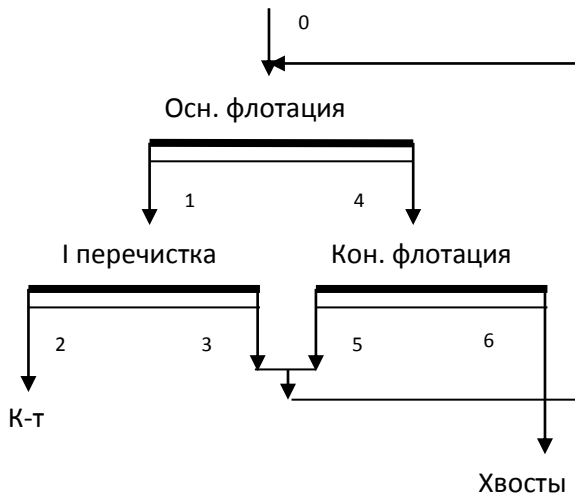 0
Осн. флотация
1
4
I перечистка
Кон. флотация
2
3
5
6
К-т
Хвосты